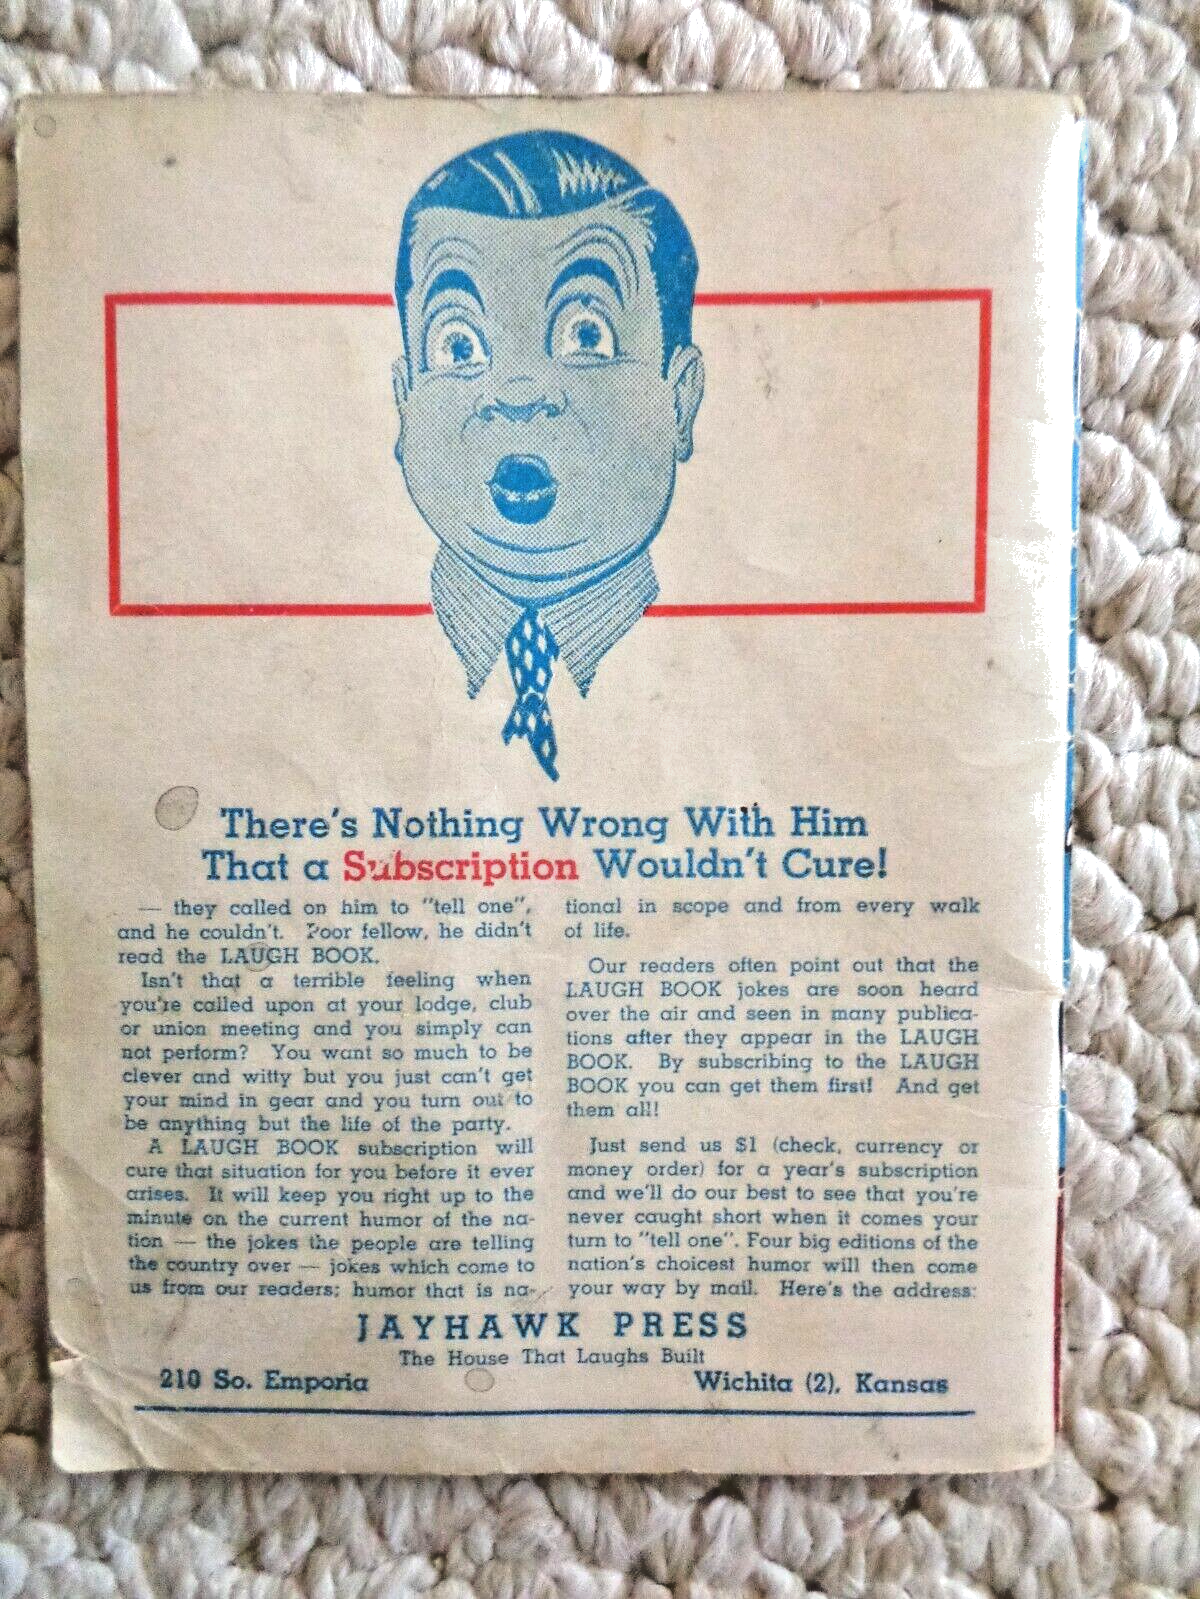 There's Nothing Wrong With Him
That a Subscription Wouldn't Cure!
— they called on him to "tell one",
and he couldn't. Poor fellow, he didn't
read the LAUGH BOOK.
Isn't that a terrible feeling when
you're called upon at your lodge, club
or union meeting and you simply can
not perform? You want so much to be
clever and witty but you just can't get
your mind in gear and you turn out to
be anything but the life of the party.
A LAUGH BOOK subscription will
cure that situation for you before it ever
arises. It will keep you right up to the
minute on the current humor of the na-
tion — the jokes the people are telling
the country over — jokes which come to
us from our readers; humor that is na-
tional in scope and from every walk
of life.
Our readers often point out that the
LAUGH BOOK jokes are soon heard
over the air and seen in many publica-
tions after they appear in the LAUGH
BOOK. By subscribing to the LAUGH
BOOK you can get them first! And get
them all!
Just send us $1 (check, currency or
money order) for a year's subscription
and we'll do our best to see that you're
never caught short when it comes your
turn to "tell one". Four big editions of the
nation's choicest humor will then come
your way by mail. Here's the address:
JAYHAWK PRESS
The House That Laughs Built
210 So. Emporia Wichita (2), Kansas